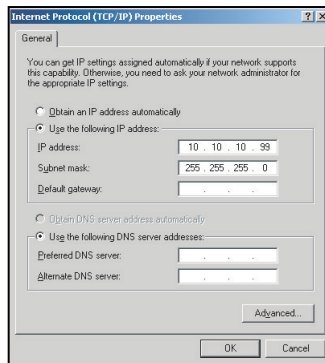 Internet Protocol (TCP/IP) Properties
General
You can get IP settings assigned automatically if your network supports
this capability. Otherwise, you need to ask your network administrator for
the appropriate IP settings.
Obtain an IP address automatically
Use the following IP address:
IP address: 10 . 10 . 10 . 99
Subnet mask: 255 . 255 . 255 . 0
Default gateway: . . .
Obtain DNS server address automatically
Use the following DNS server addresses:
Preferred DNS server: . . .
Alternate DNS server: . . .
Advanced...
OK Cancel